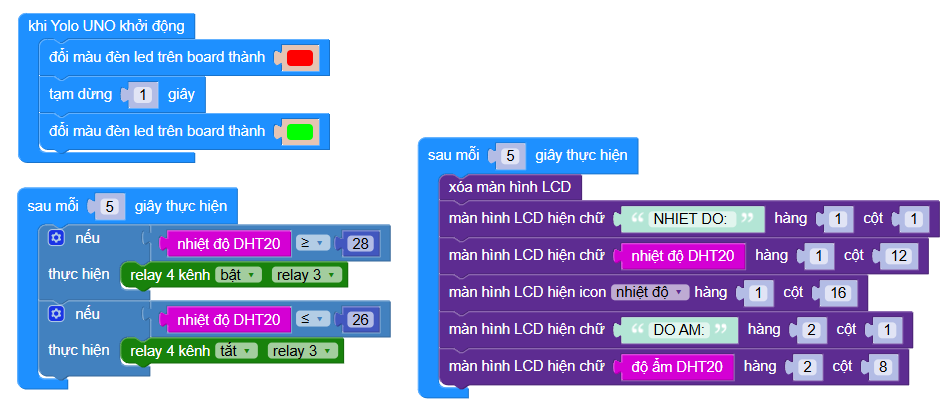 khi Yolo UNO khởi động
đổi màu đèn led trên board thành
tạm dừng 1 giây
đổi màu đèn led trên board thành
sau mỗi 5 giây thực hiện
nếu nhiệt độ DHT20 ≥ 28
thực hiện relay 4 kênh bật relay 3
nếu nhiệt độ DHT20 ≤ 26
thực hiện relay 4 kênh tắt relay 3
sau mỗi 5 giây thực hiện
xóa màn hình LCD
màn hình LCD hiện chữ “ NHIET DO: ” hàng 1 cột 1
màn hình LCD hiện chữ nhiệt độ DHT20 hàng 1 cột 12
màn hình LCD hiện icon nhiệt độ hàng 1 cột 16
màn hình LCD hiện chữ “ DO AM: ” hàng 2 cột 1
màn hình LCD hiện chữ độ ẩm DHT20 hàng 2 cột 8